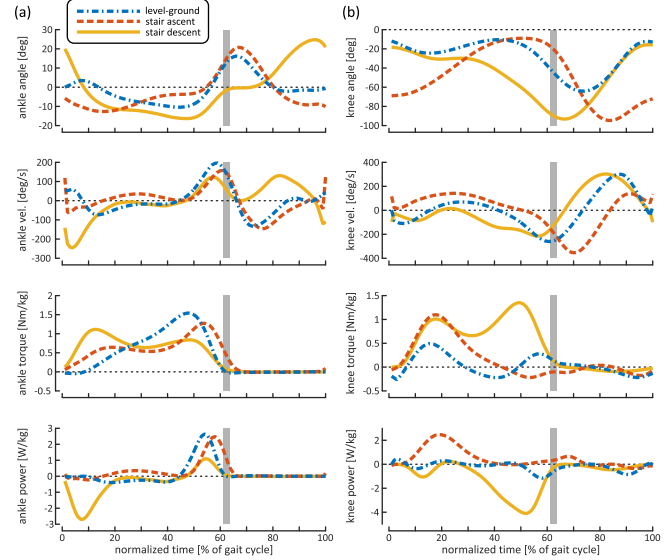 (a)
level-ground
stair ascent
stair descent
(b)
ankle angle [deg]
30
20
10
0
-10
-20
knee angle [deg]
0
-20
-40
-60
-80
-100
ankle vel. [deg/s]
200
100
0
-100
-200
-300
knee vel. [deg/s]
400
200
0
-200
-400
ankle torque [Nm/kg]
2
1.5
1
0.5
0
-0.5
knee torque [Nm/kg]
1.5
1
0.5
0
-0.5
ankle power [W/kg]
3
2
1
0
-1
-2
-3
knee power [W/kg]
2
0
-2
-4
0 20 40 60 80 100
normalized time [% of gait cycle]
0 20 40 60 80 100
normalized time [% of gait cycle]